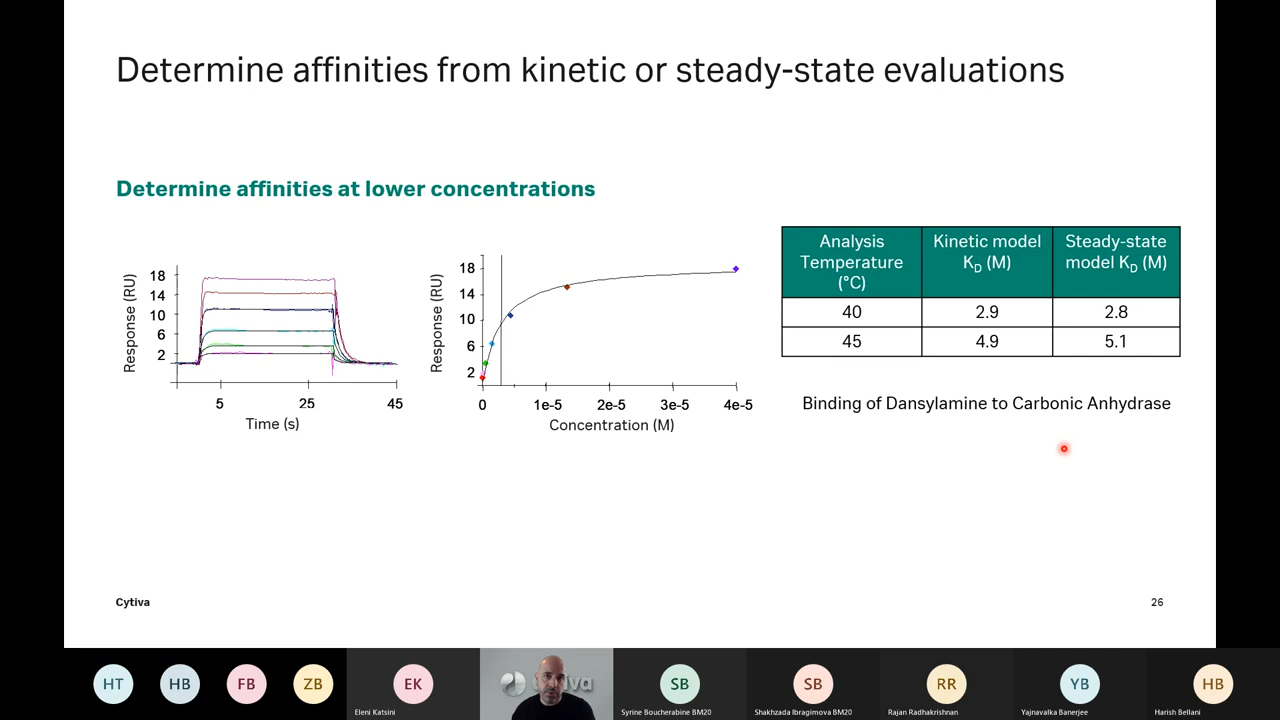 Determine affinities from kinetic or steady-state evaluations
Determine affinities at lower concentrations
Response (RU)
18
14
10
6
2
5
25
45
Time (s)
Response (RU)
18
14
10
6
2
0
1e-5
2e-5
3e-5
4e-5
Concentration (M)
Analysis Temperature (°C)
Kinetic model KD (M)
Steady-state model KD (M)
40
2.9
2.8
45
4.9
5.1
Binding of Dansylamine to Carbonic Anhydrase
Cytiva
26
HT
HB
FB
ZB
EK
Eleni Katsini
SB
Syrine Boucherabine BM20
SB
Shakhzada Ibragimova BM20
RR
Rajan Radhakrishnan
YB
Yajnavalka Banerjee
HB
Harish Bellani